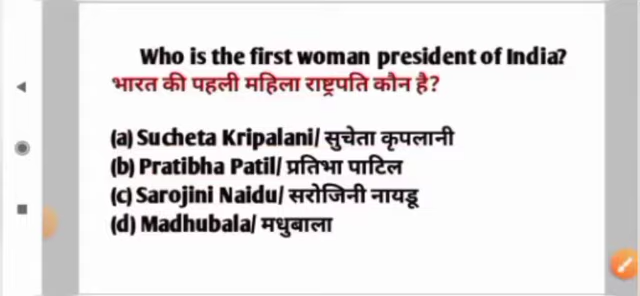 Who is the first woman president of India?
भारत की पहली महिला राष्ट्रपति कौन है?
(a) Sucheta Kripalani/ सुचेता कृपलानी
(b) Pratibha Patil/ प्रतिभा पाटिल
(c) Sarojini Naidu/ सरोजिनी नायडू
(d) Madhubala/ मधुबाला